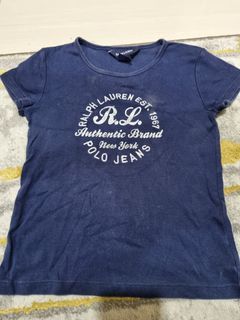 RALPH LAUREN EST. 1967
R.L.
Authentic Brand
New York
POLO JEANS